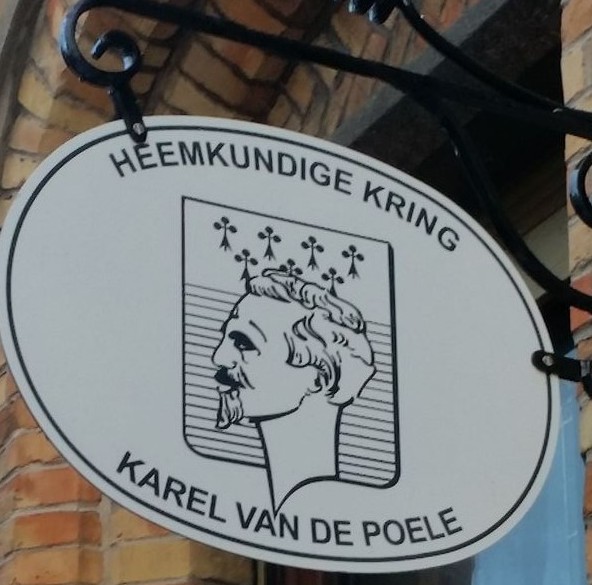 HEEMKUNDIGE KRING
KAREL VAN DE POELE